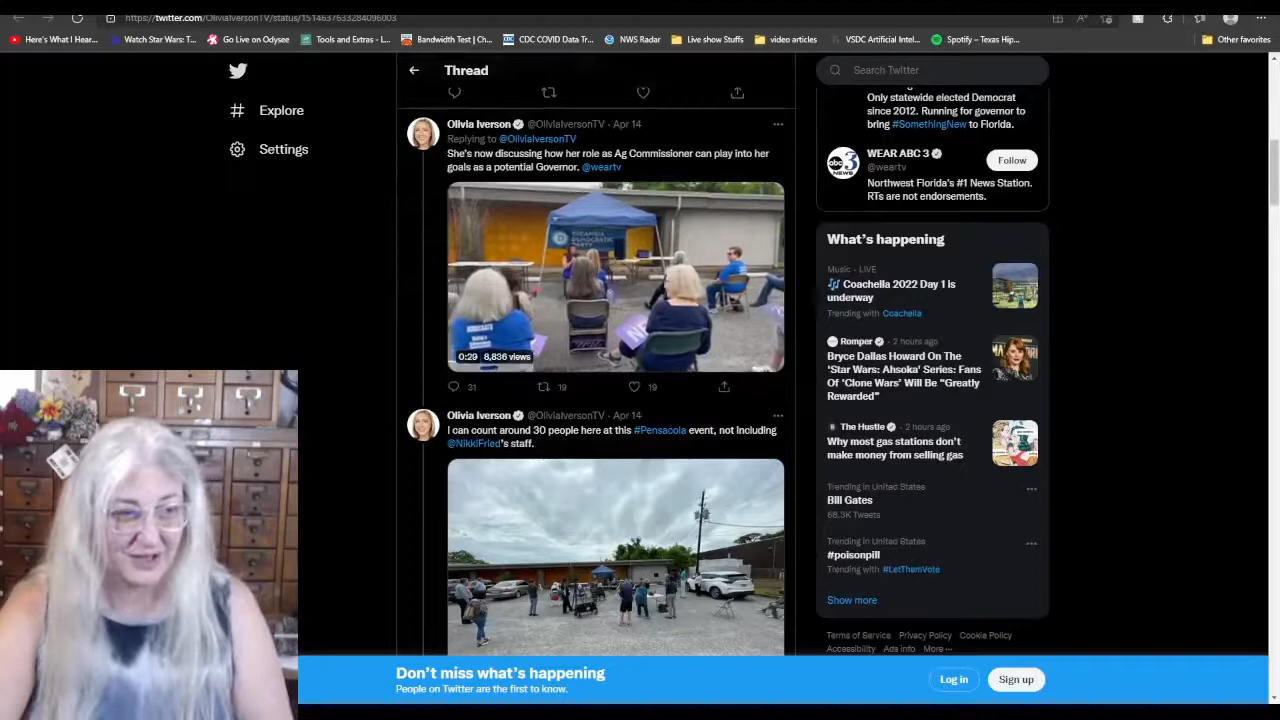 https://twitter.com/OliviaIversonTV/status/1514637633284096003
Here's What I Hear...
Watch Star Wars: T...
Go Live on Odysee
Tools and Extras - L...
Bandwidth Test | Ch...
CDC COVID Data Tr...
NWS Radar
Live show Stuffs
video articles
VSDC Artificial Intel...
Spotify – Texas Hip...
Other favorites
Explore
Settings
Thread
Olivia Iverson @OliviaIversonTV · Apr 14
Replying to @OliviaIversonTV
She's now discussing how her role as Ag Commissioner can play into her
goals as a potential Governor. @weartv
ESCAMBIA
DEMOCRATIC
PARTY
0:29 8,836 views
31 19 19
Olivia Iverson @OliviaIversonTV · Apr 14
I can count around 30 people here at this #Pensacola event, not including
@NikkiFried's staff.
Search Twitter
Only statewide elected Democrat
since 2012. Running for governor to
bring #SomethingNew to Florida.
abc 3
NEWS
WEAR ABC 3
@weartv
Follow
Northwest Florida's #1 News Station.
RTs are not endorsements.
What's happening
Music · LIVE
Coachella 2022 Day 1 is
underway
Trending with Coachella
Romper · 2 hours ago
Bryce Dallas Howard On The
'Star Wars: Ahsoka' Series: Fans
Of 'Clone Wars' Will Be "Greatly
Rewarded"
The Hustle · 2 hours ago
Why most gas stations don't
make money from selling gas
Trending in United States
Bill Gates
68.3K Tweets
Trending in United States
#poisonpill
Trending with #LetThemVote
Show more
Terms of Service Privacy Policy Cookie Policy
Accessibility Ads info More ...
Don't miss what's happening
People on Twitter are the first to know.
Log in
Sign up